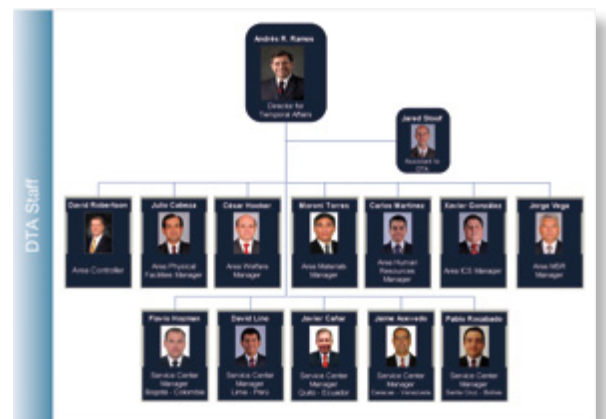 DTA Staff
Andrés R. Ramos
Director for
Temporal Affairs
Jared Stoof
Assistant to
DTA
David Robertson
Area Controller
Julio Cabeza
Area Physical
Facilities Manager
César Hooker
Area Welfare
Manager
Moroni Torres
Area Materials
Manager
Carlos Martínez
Area Human
Resources
Manager
Xavier González
Area ICS Manager
Jorge Vega
Area MSR
Manager
Flavio
Service Center
Manager
Bogotá - Colombia
David Lino
Service Center
Manager
Lima - Perú
Javier Cañar
Service Center
Manager
Quito - Ecuador
Jaime Acevedo
Service Center
Manager
Caracas - Venezuela
Pablo Rocabado
Service Center
Manager
Santa Cruz - Bolivia